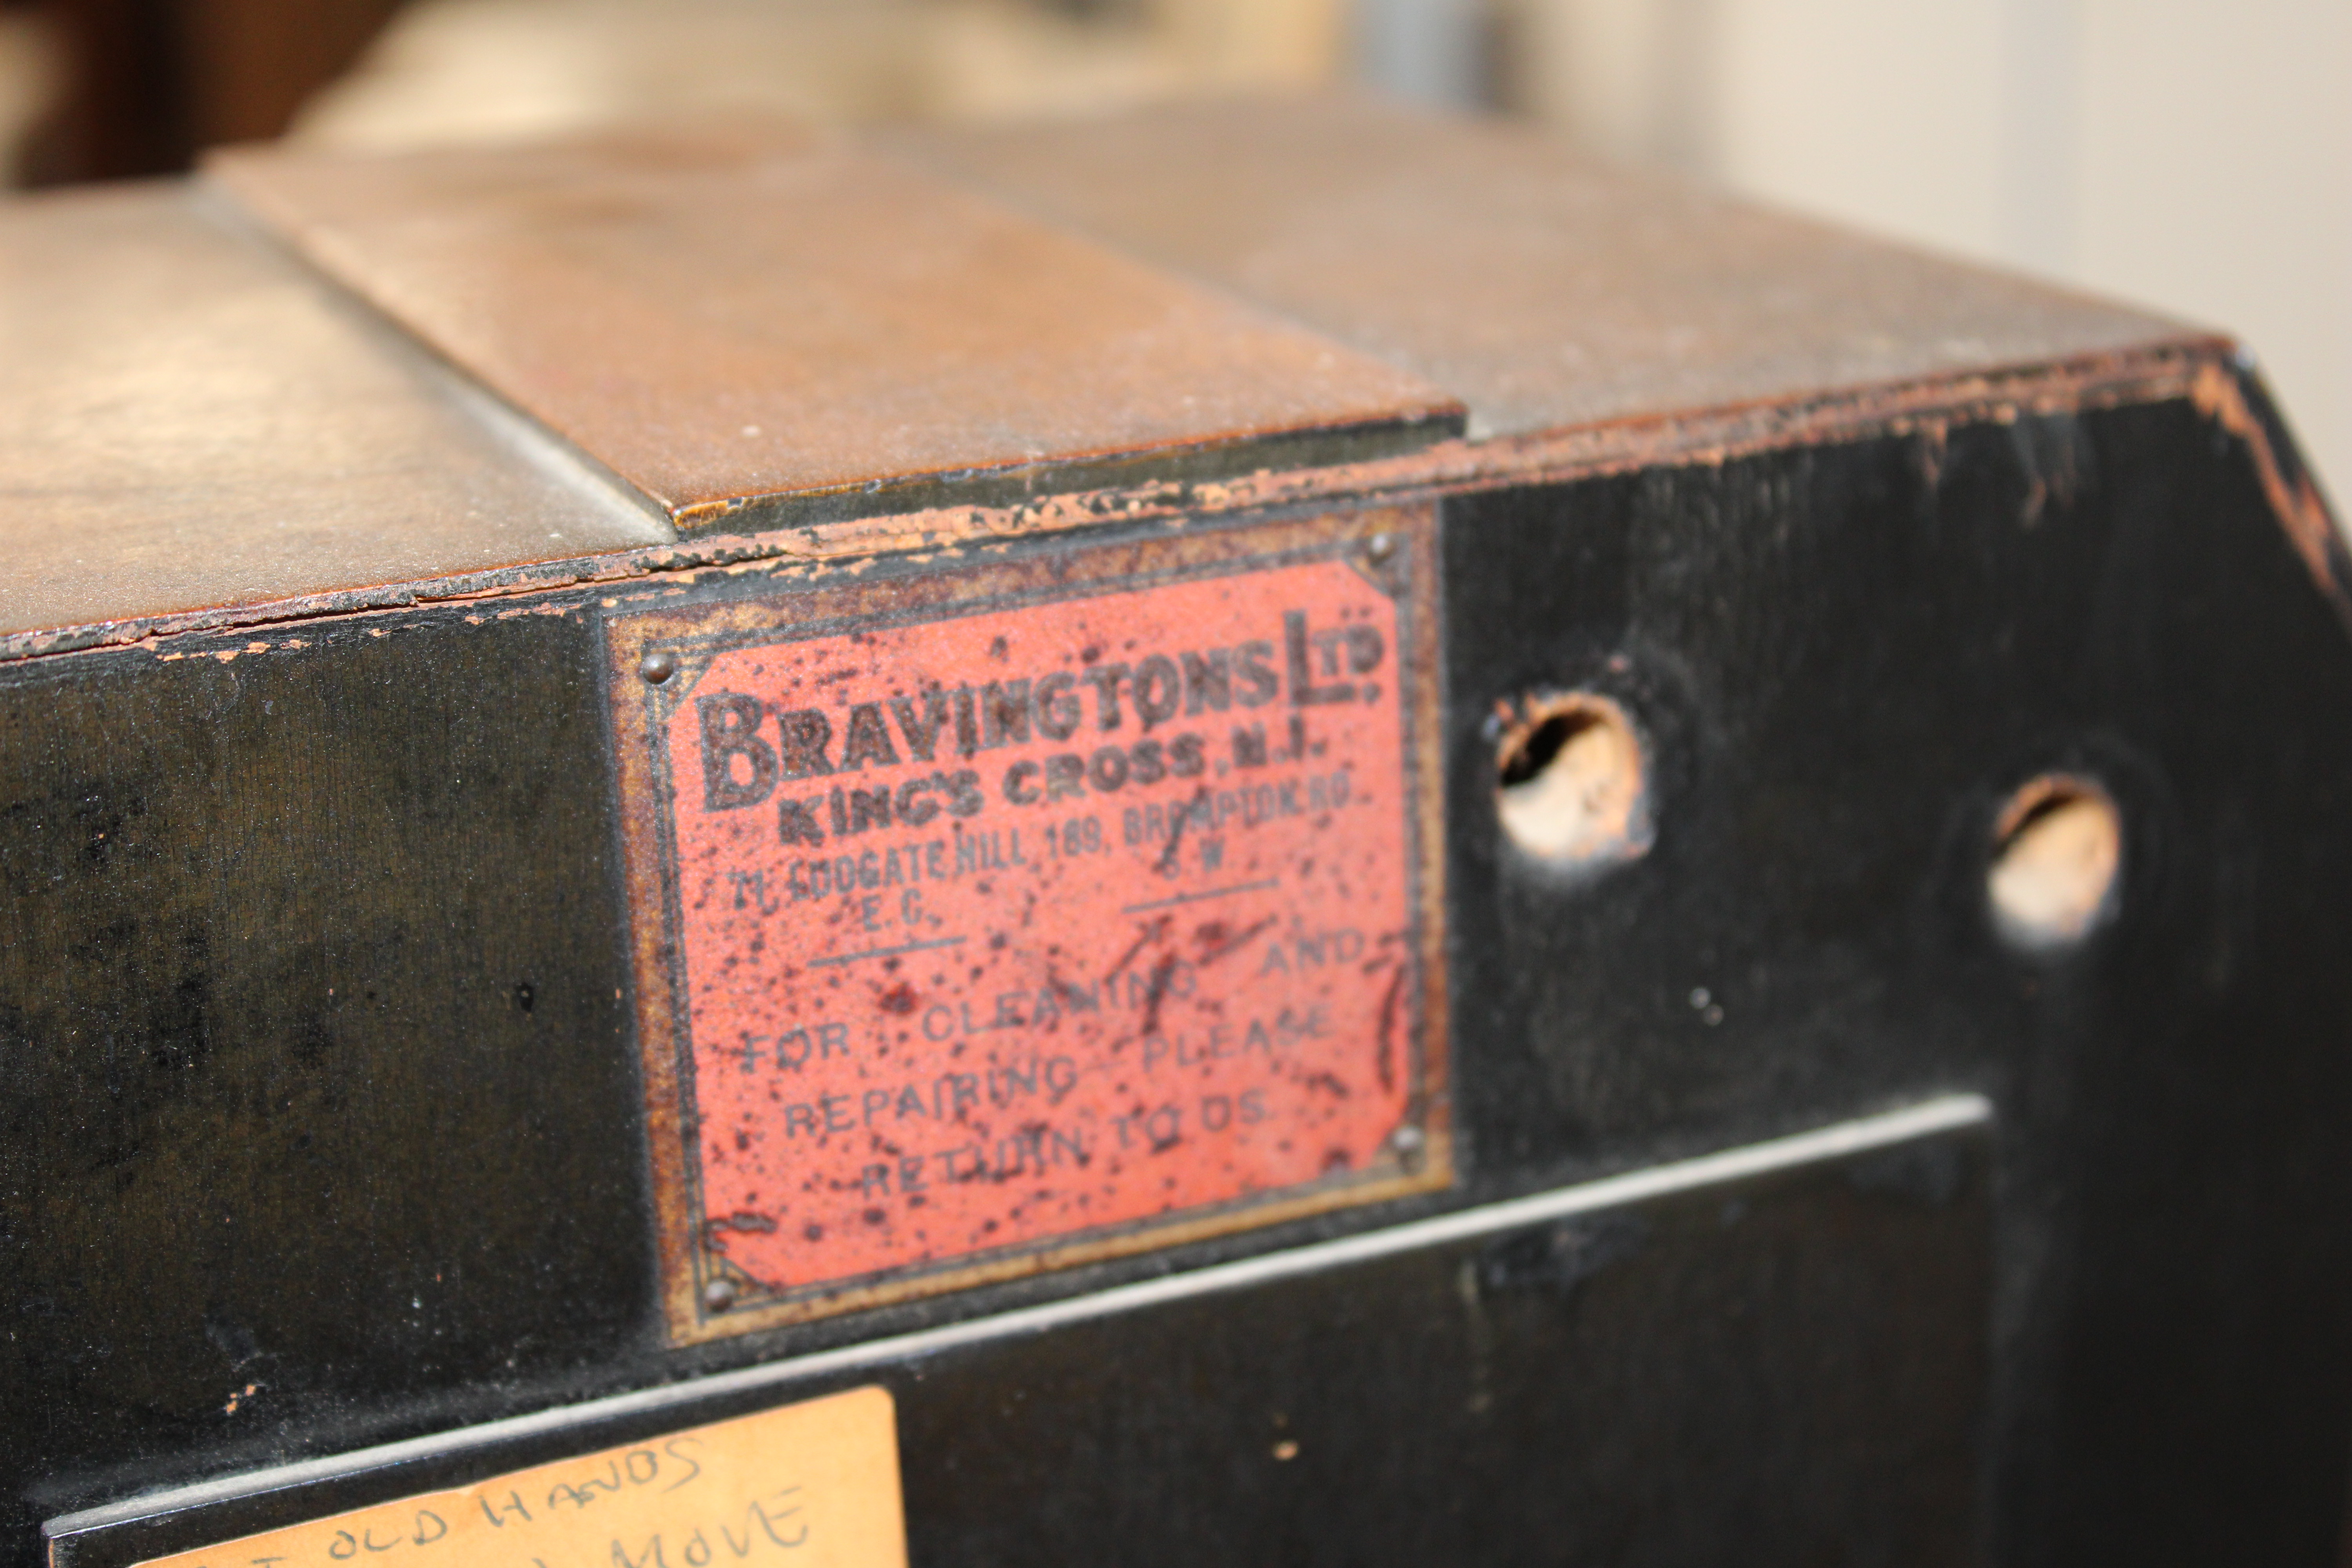 BRAVINGTONS LTD
KING'S CROSS. N.1.
71, LUDGATE HILL 189, BROMPTON RD
E.C. S.W
FOR CLEANING AND
REPAIRING PLEASE
RETURN TO US
OLD HANDS
MOVE